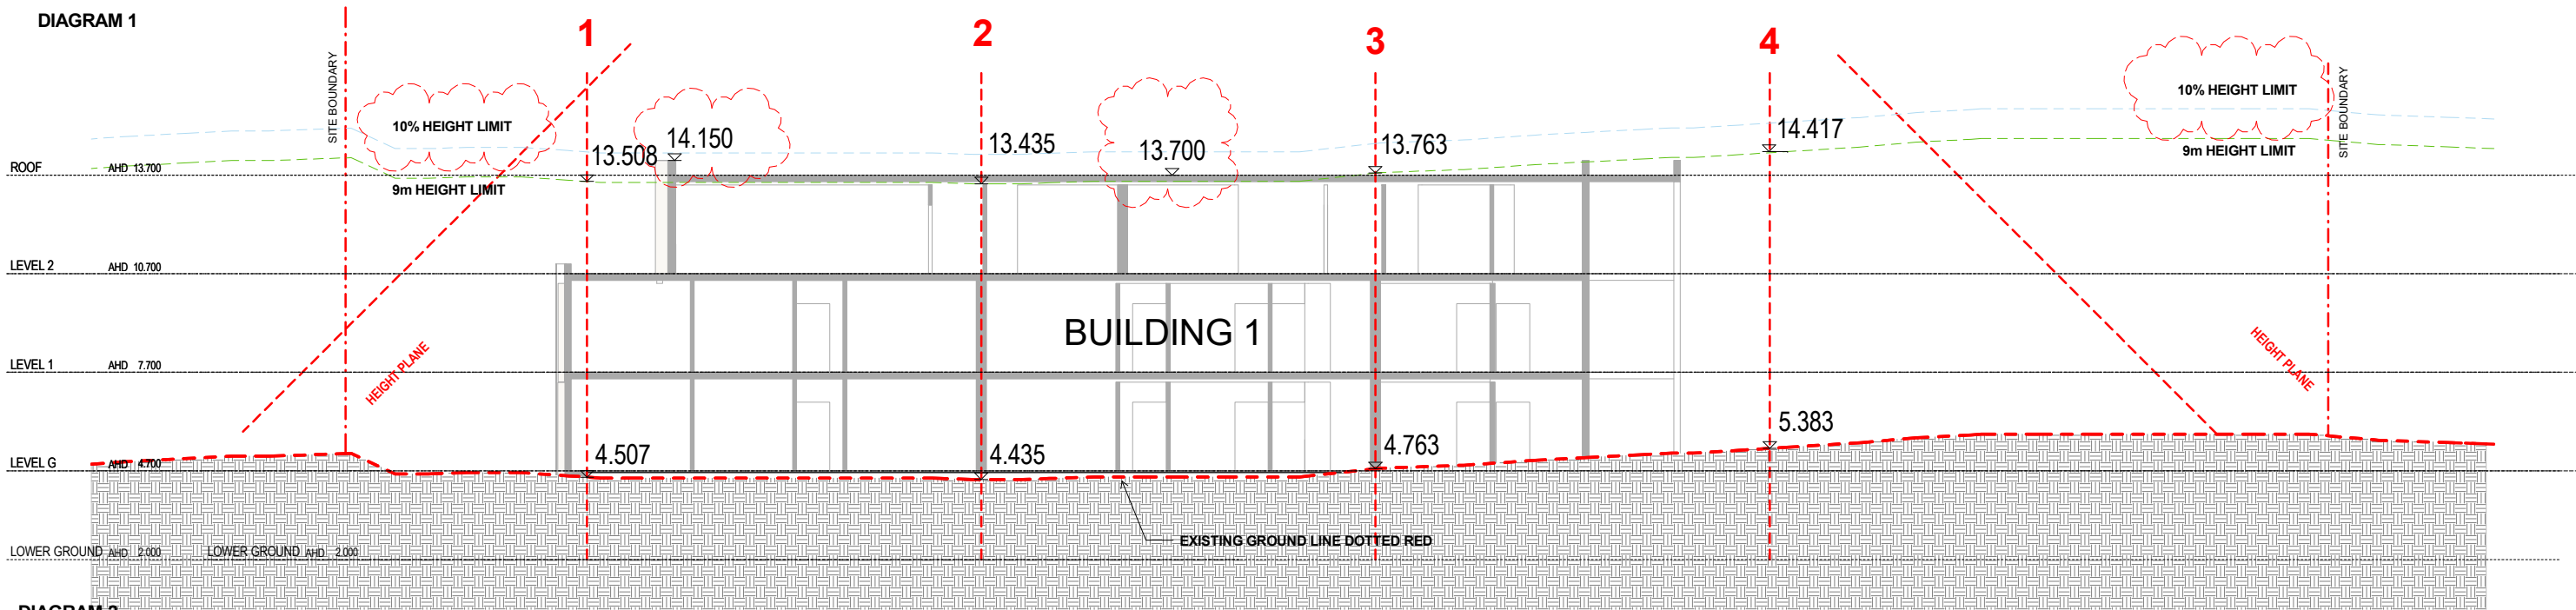 DIAGRAM 1
1
2
3
4
SITE BOUNDARY
10% HEIGHT LIMIT
14.150
13.508
13.435
13.700
13.763
14.417
10% HEIGHT LIMIT
9m HEIGHT LIMIT
SITE BOUNDARY
ROOF AHD 13.700
9m HEIGHT LIMIT
LEVEL 2 AHD 10.700
BUILDING 1
HEIGHT PLANE
HEIGHT PLANE
LEVEL 1 AHD 7.700
5.383
4.507
4.435
4.763
LEVEL G AHD 4.700
EXISTING GROUND LINE DOTTED RED
LOWER GROUND AHD 2.000 LOWER GROUND AHD 2.000
DIAGRAM 2